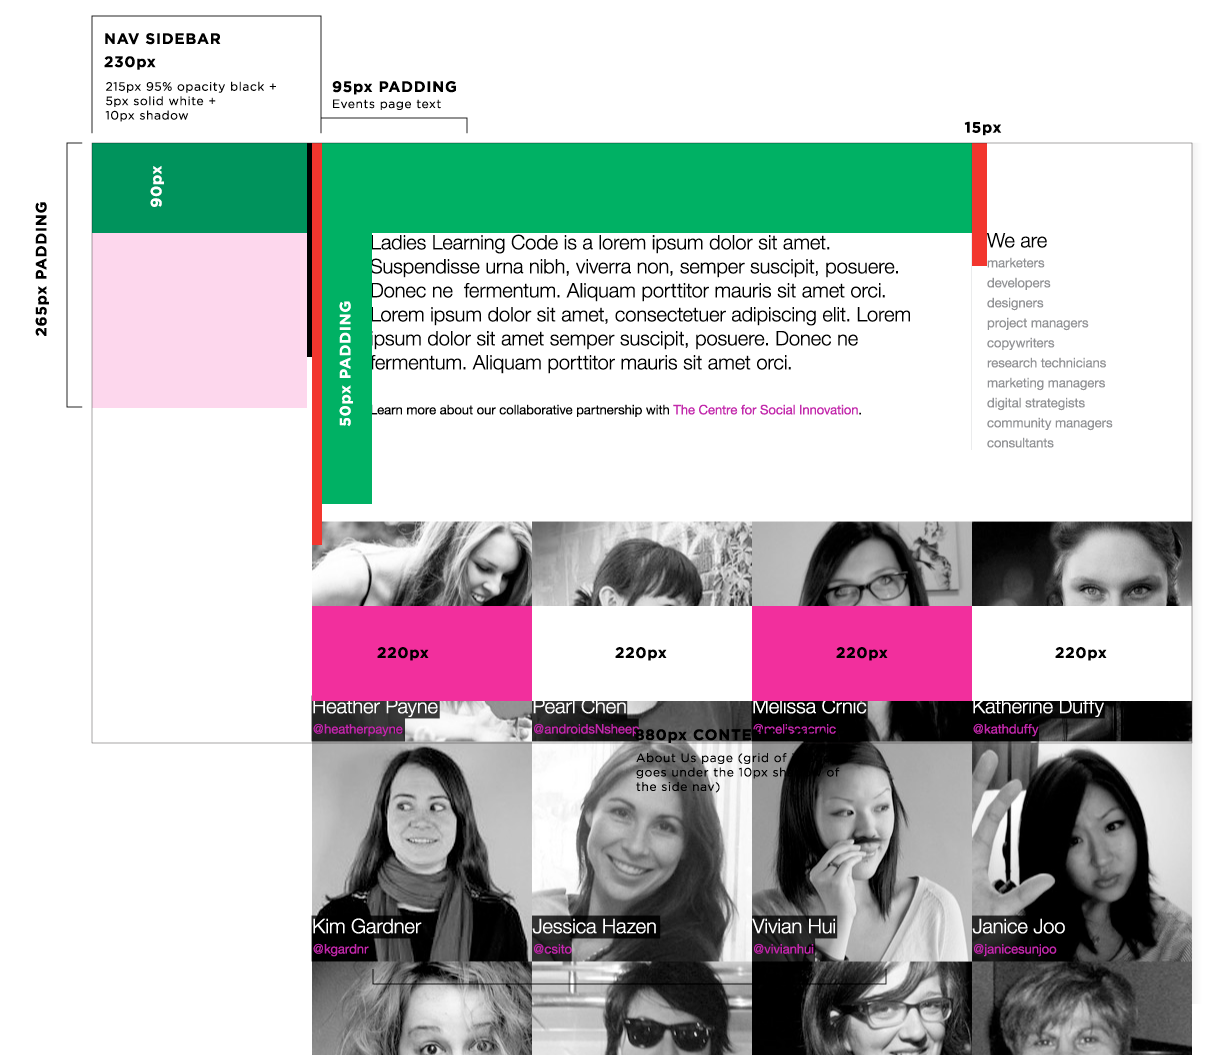 NAV SIDEBAR
230px
215px 95% opacity black +
5px solid white +
10px shadow
95px PADDING
Events page text
15px
90px
265px PADDING
50px PADDING
Ladies Learning Code is a lorem ipsum dolor sit amet.
Suspendisse urna nibh, viverra non, semper suscipit, posuere.
Donec ne fermentum. Aliquam porttitor mauris sit amet orci.
Lorem ipsum dolor sit amet, consectetuer adipiscing elit. Lorem
ipsum dolor sit amet semper suscipit, posuere. Donec ne
fermentum. Aliquam porttitor mauris sit amet orci.
Learn more about our collaborative partnership with The Centre for Social Innovation.
We are
marketers
developers
designers
project managers
copywriters
research technicians
marketing managers
digital strategists
community managers
consultants
220px
220px
220px
220px
Heather Payne
@heatherpayne
Pearl Chen
@androidsNsheep
Melissa Crnic
@melissacrnic
Katherine Duffy
@kathduffy
880px CONTE
About Us page (grid of
goes under the 10px sh of
the side nav)
Kim Gardner
@kgardnr
Jessica Hazen
@csito
Vivian Hui
@vivianhui
Janice Joo
@janicesunjoo